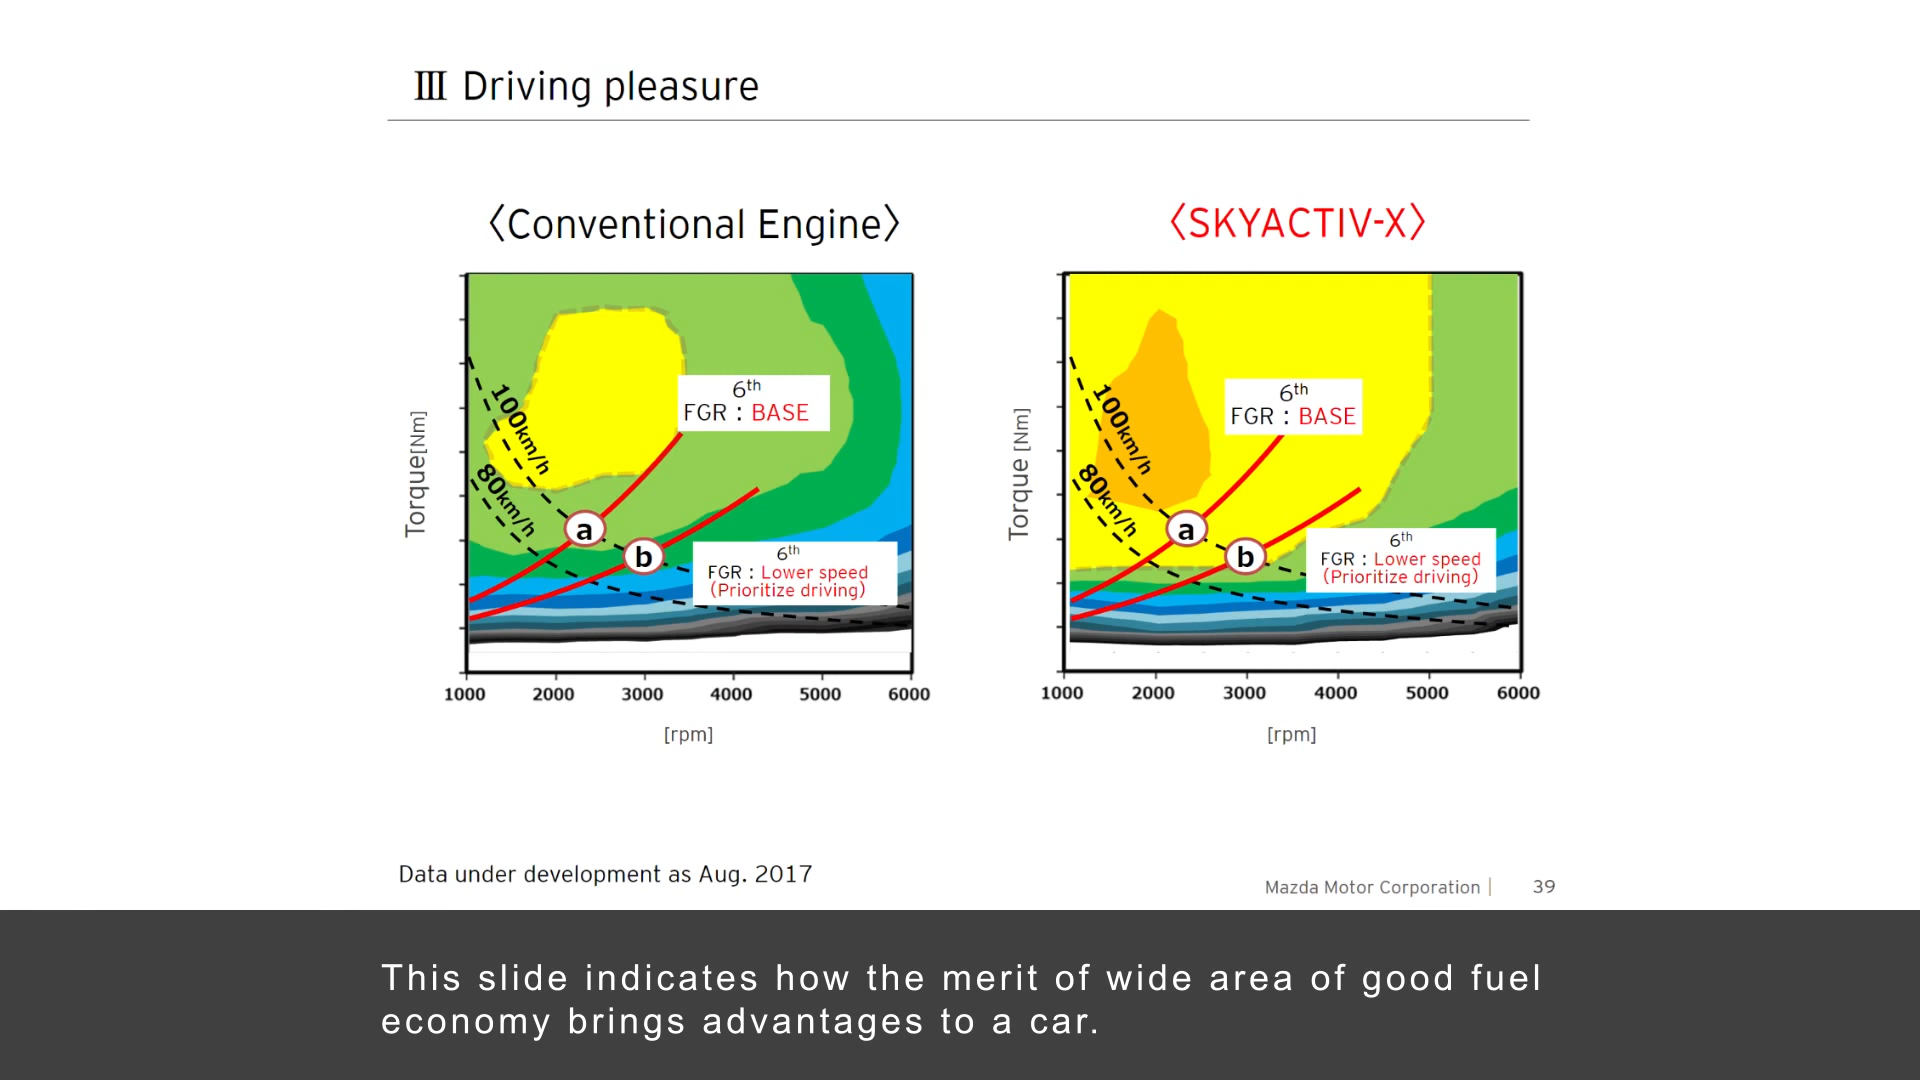 Ⅲ Driving pleasure
〈Conventional Engine〉
Torque[Nm]
100km/h
80km/h
6th
FGR : BASE
a
b
6th
FGR : Lower speed
(Prioritize driving)
1000 2000 3000 4000 5000 6000
[rpm]
〈SKYACTIV-X〉
Torque [Nm]
100km/h
80km/h
6th
FGR : BASE
a
b
6th
FGR : Lower speed
(Prioritize driving)
1000 2000 3000 4000 5000 6000
[rpm]
Data under development as Aug. 2017
Mazda Motor Corporation | 39
This slide indicates how the merit of wide area of good fuel
economy brings advantages to a car.